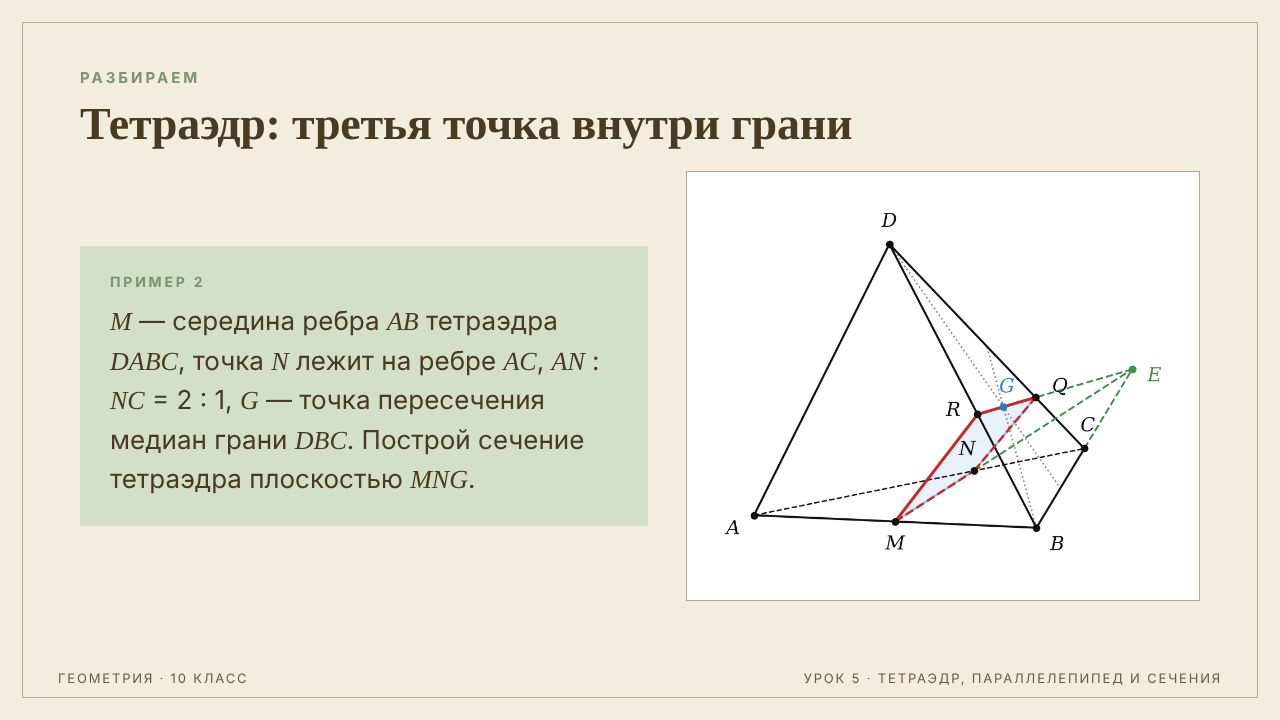 РАЗБИРАЕМ
Тетраэдр: третья точка внутри грани
ПРИМЕР 2
M — середина ребра AB тетраэдра
DABC, точка N лежит на ребре AC, AN :
NC = 2 : 1, G — точка пересечения
медиан грани DBC. Построй сечение
тетраэдра плоскостью MNG.
D
G
Q
E
R
C
N
A
M
B
ГЕОМЕТРИЯ · 10 КЛАСС
УРОК 5 · ТЕТРАЭДР, ПАРАЛЛЕЛЕПИПЕД И СЕЧЕНИЯ